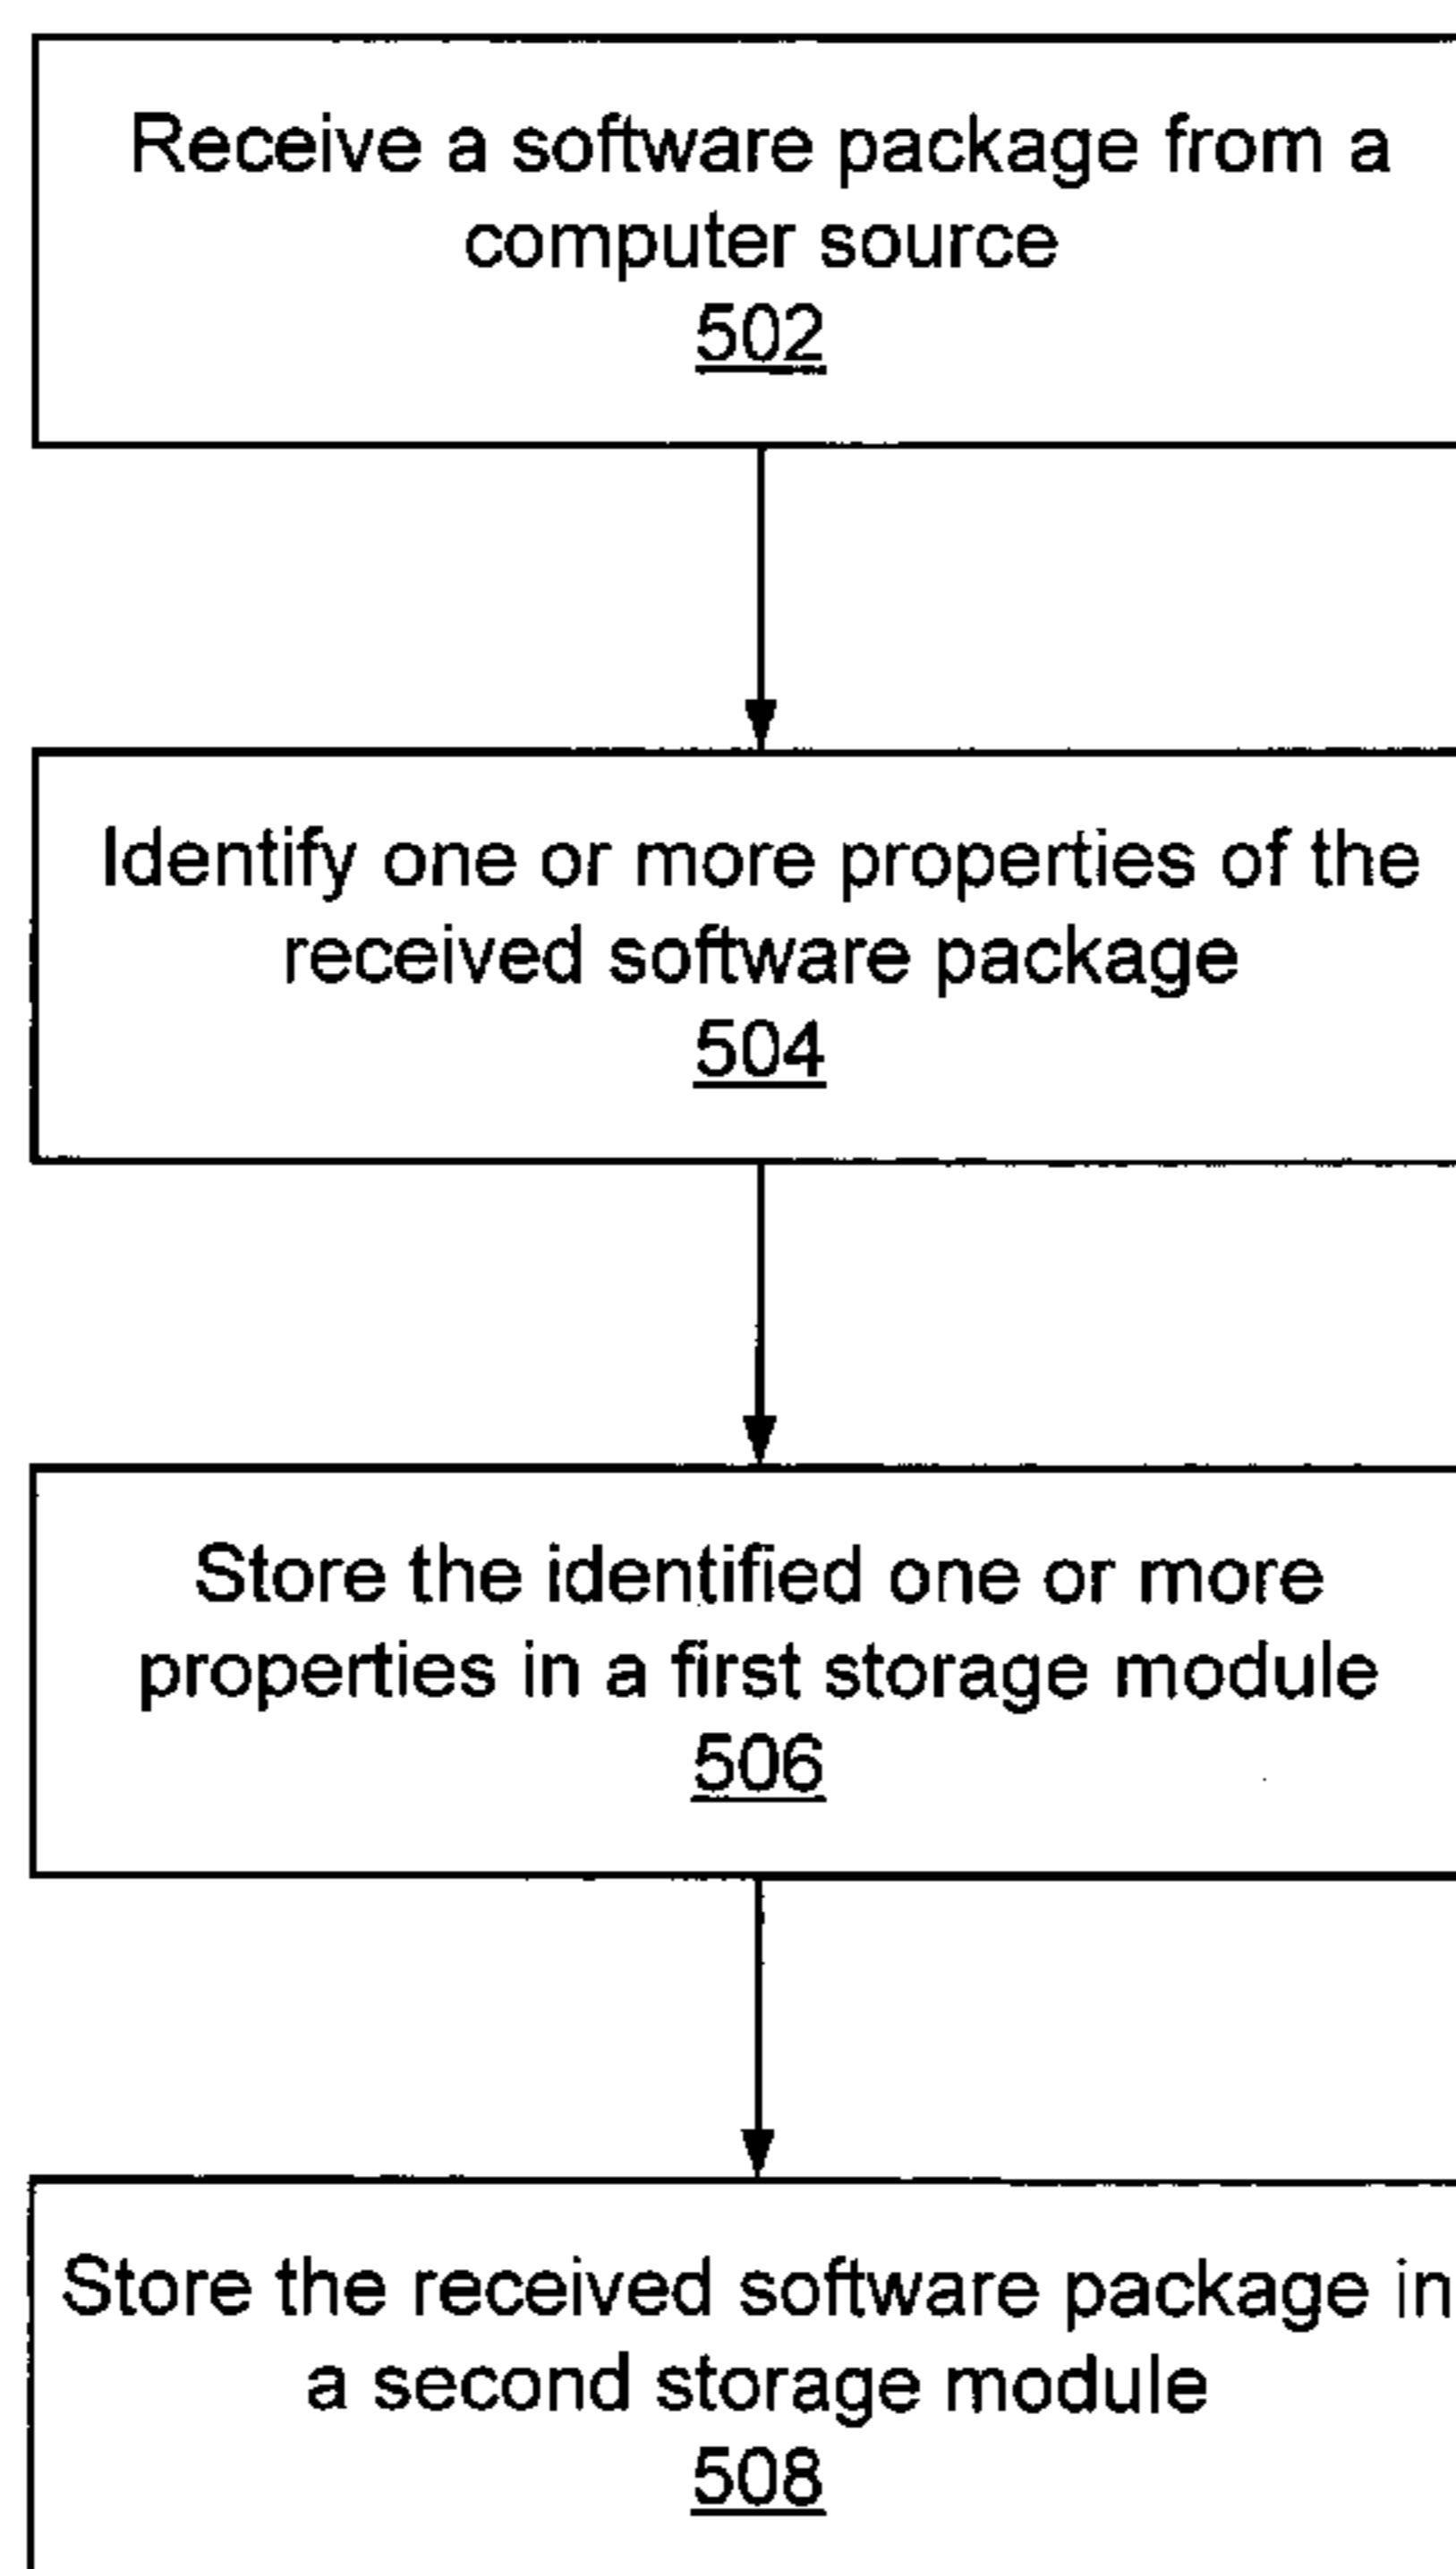 Receive a software package from a
computer source
502
Identify one or more properties of the
received software package
504
Store the identified one or more
properties in a first storage module
506
Store the received software package in
a second storage module
508